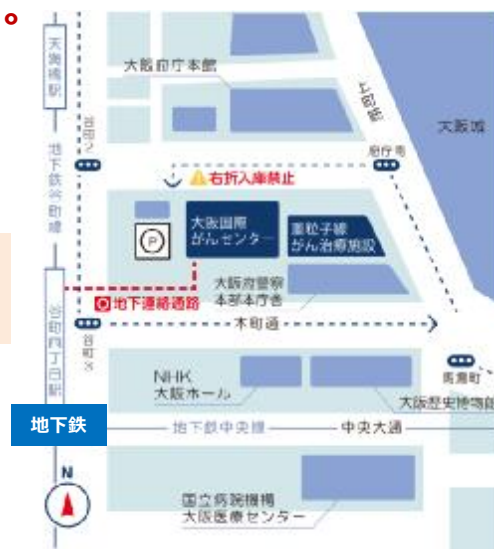 天満橋駅
大阪府庁本館
上町筋
大阪城
谷町2
府庁南
地下鉄谷町線
右折入庫禁止
P
大阪国際
がんセンター
重粒子線
がん治療施設
大阪府警察
本部本庁舎
地下連絡通路
本町通
谷町3
谷町四丁目駅
馬場町
NHK
大阪ホール
大阪歴史博物館
地下鉄
地下鉄中央線
中央大通
N
国立病院機構
大阪医療センター